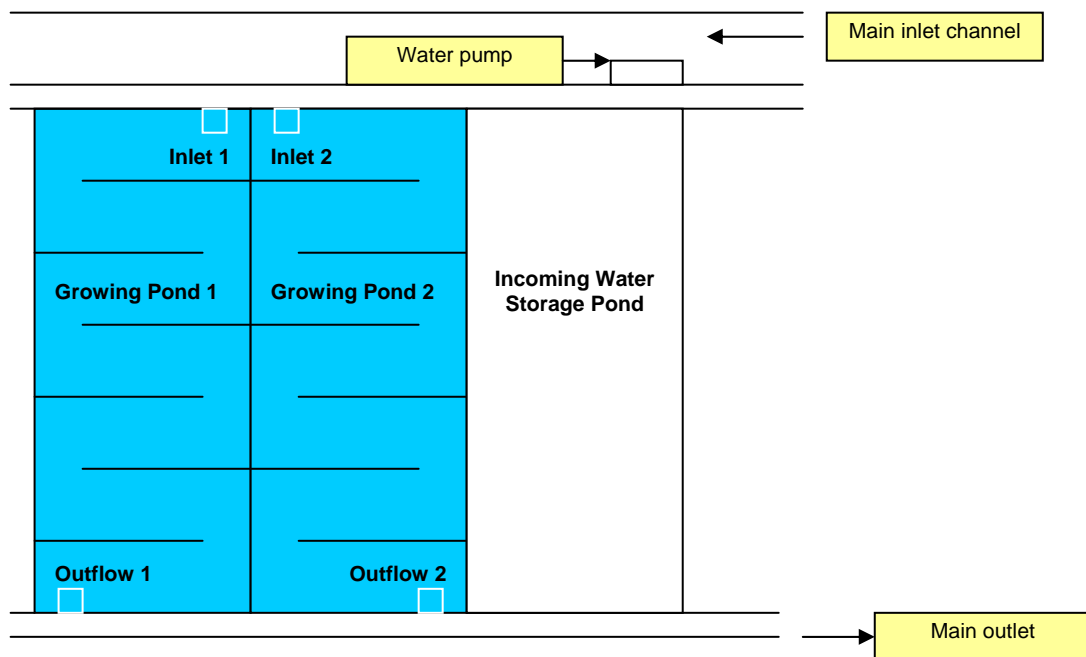 Main inlet channel
Water pump
Inlet 1
Inlet 2
Growing Pond 1
Growing Pond 2
Incoming Water
Storage Pond
Outflow 1
Outflow 2
Main outlet